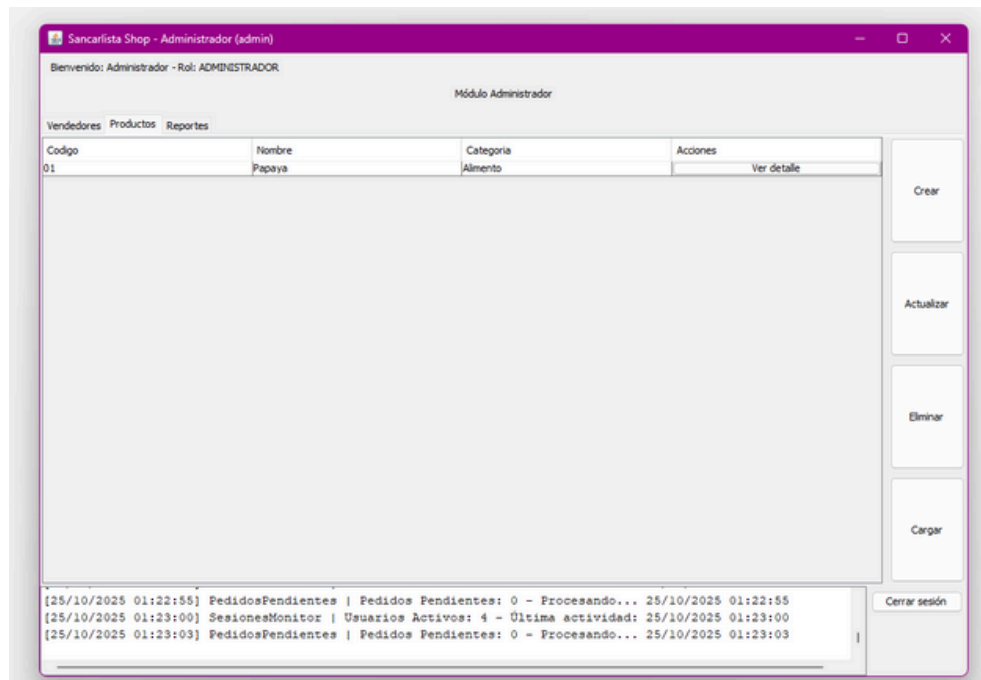 Sancarlista Shop - Administrador (admin)
Bienvenido: Administrador - Rol: ADMINISTRADOR
Módulo Administrador
Vendedores Productos Reportes
Codigo Nombre Categoria Acciones
01 Papaya Alimento Ver detalle
Crear
Actualizar
Eliminar
Cargar
[25/10/2025 01:22:55] PedidosPendientes | Pedidos Pendientes: 0 - Procesando... 25/10/2025 01:22:55
[25/10/2025 01:23:00] SesionesMonitor | Usuarios Activos: 4 - Última actividad: 25/10/2025 01:23:00
[25/10/2025 01:23:03] PedidosPendientes | Pedidos Pendientes: 0 - Procesando... 25/10/2025 01:23:03
Cerrar sesión